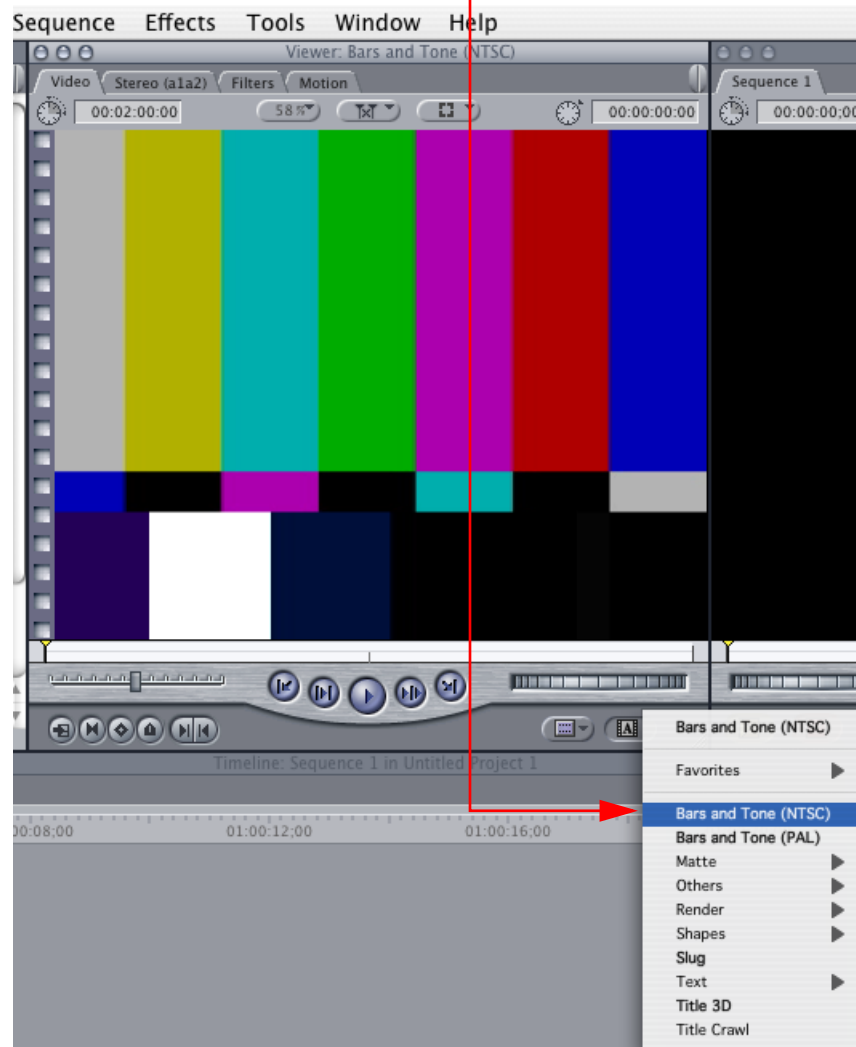 Sequence Effects Tools Window Help
Viewer: Bars and Tone (NTSC)
Video Stereo (a1a2) Filters Motion
Sequence 1
00:02:00:00 58% 00:00:00:00
00:00:00;00
Bars and Tone (NTSC)
Favorites
Timeline: Sequence 1 in Untitled Project 1
Bars and Tone (NTSC)
00:08;00 01:00:12;00 01:00:16;00
Bars and Tone (PAL)
Matte
Others
Render
Shapes
Slug
Text
Title 3D
Title Crawl